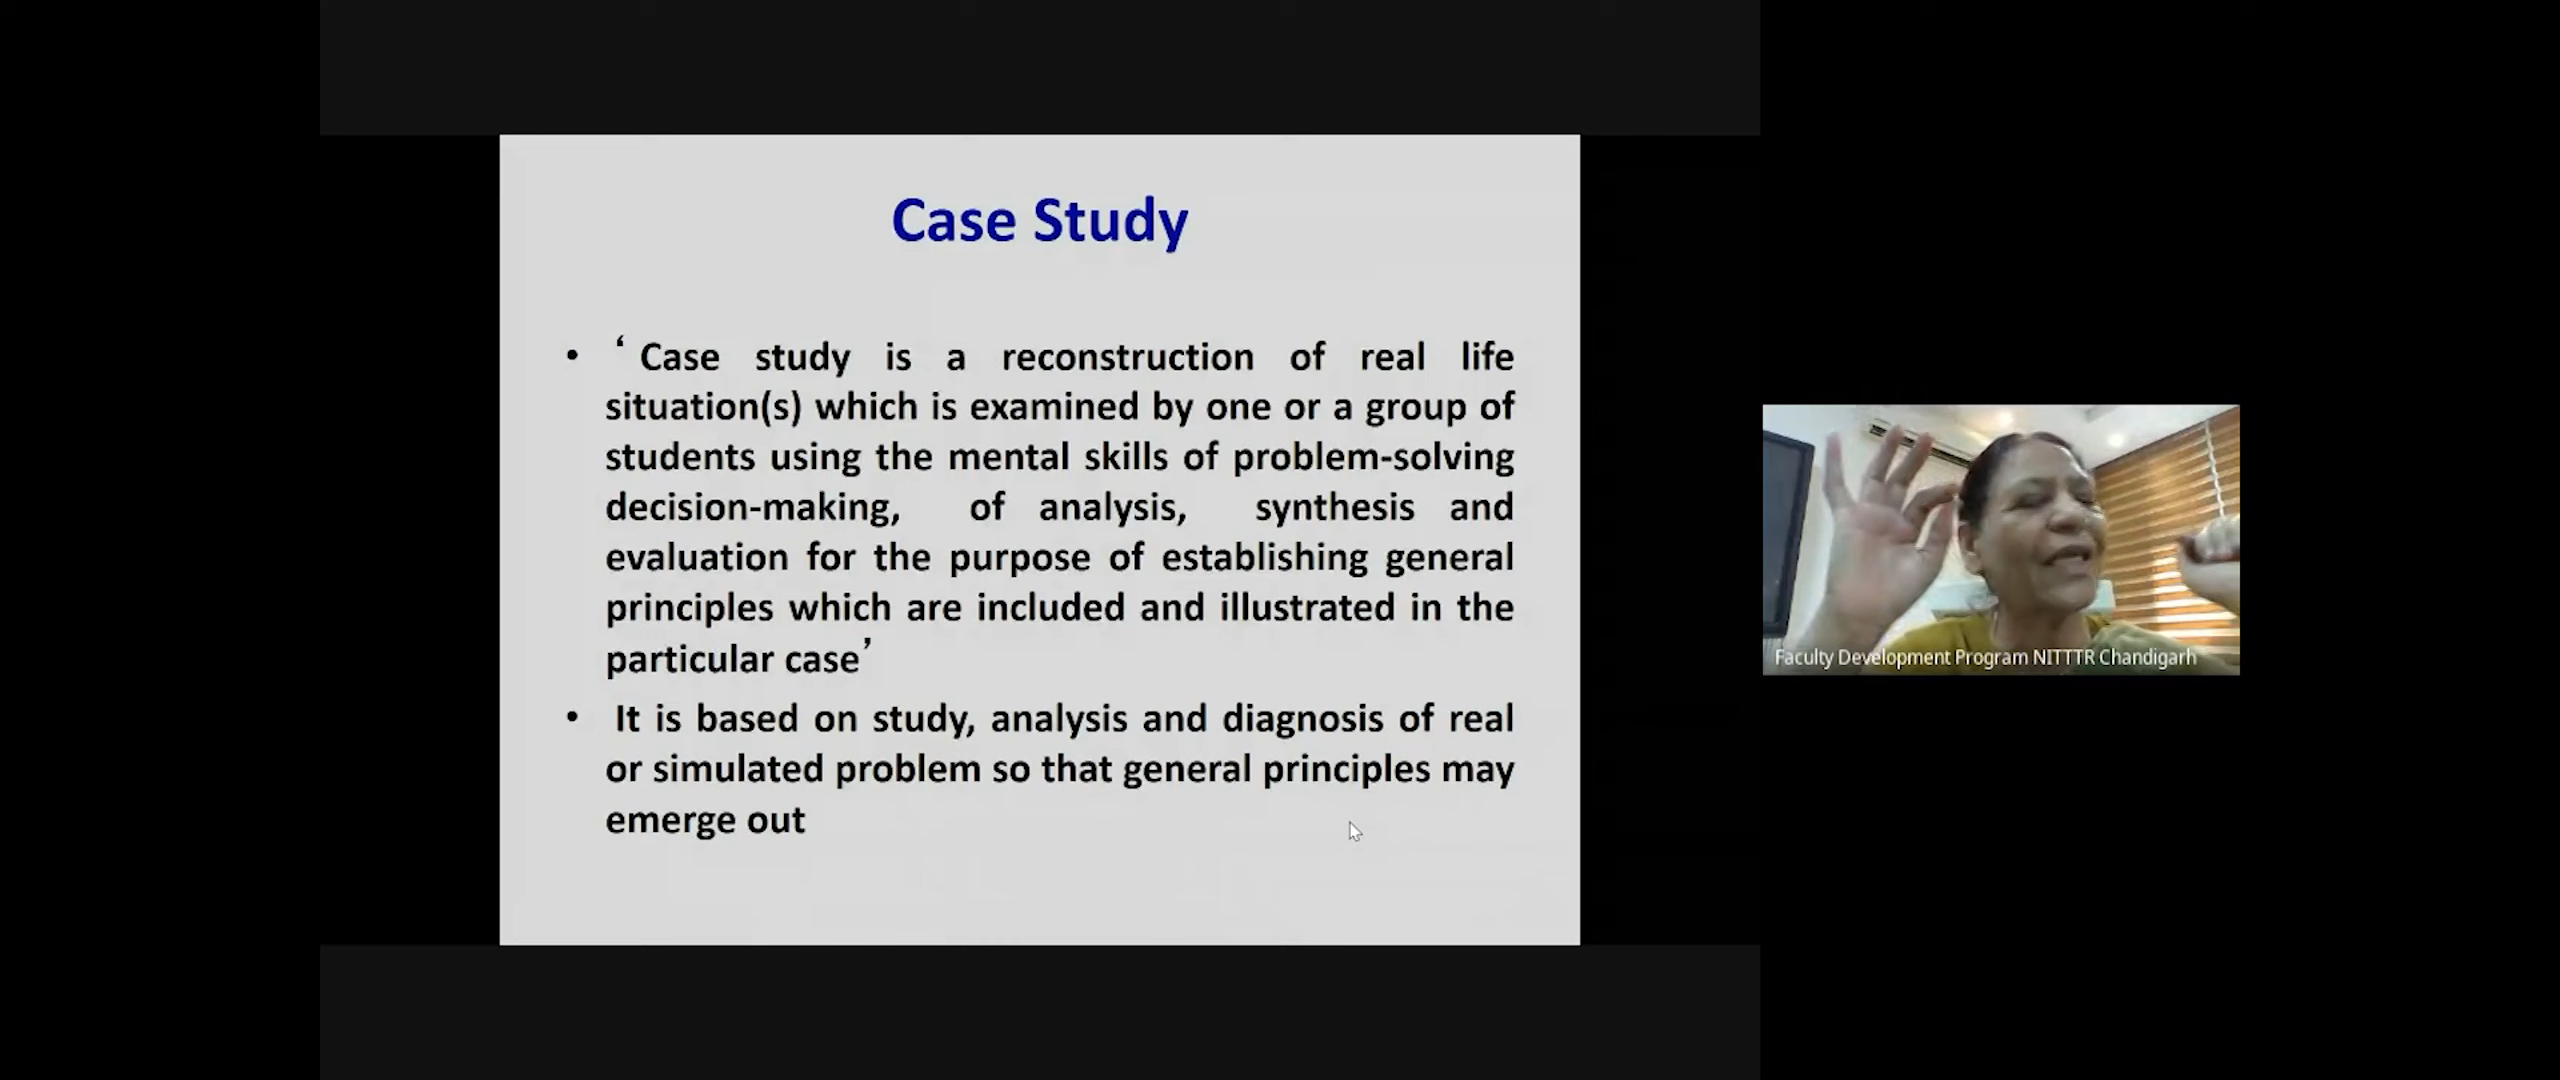 Case Study
• ‘ Case study is a reconstruction of real life
situation(s) which is examined by one or a group of
students using the mental skills of problem-solving
decision-making, of analysis, synthesis and
evaluation for the purpose of establishing general
principles which are included and illustrated in the
particular case’
• It is based on study, analysis and diagnosis of real
or simulated problem so that general principles may
emerge out
Faculty Development Program NITTTR Chandigarh